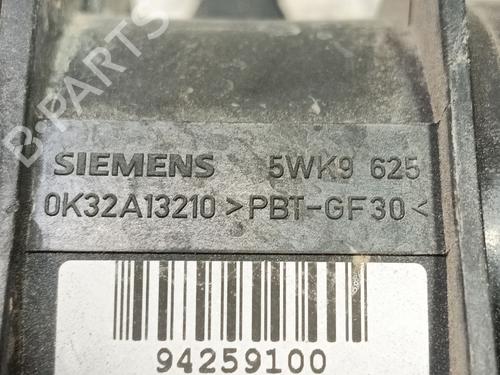 SIEMENS 5WK9 625
0K32A13210 >PBT-GF30<
94259100
B-PARTS